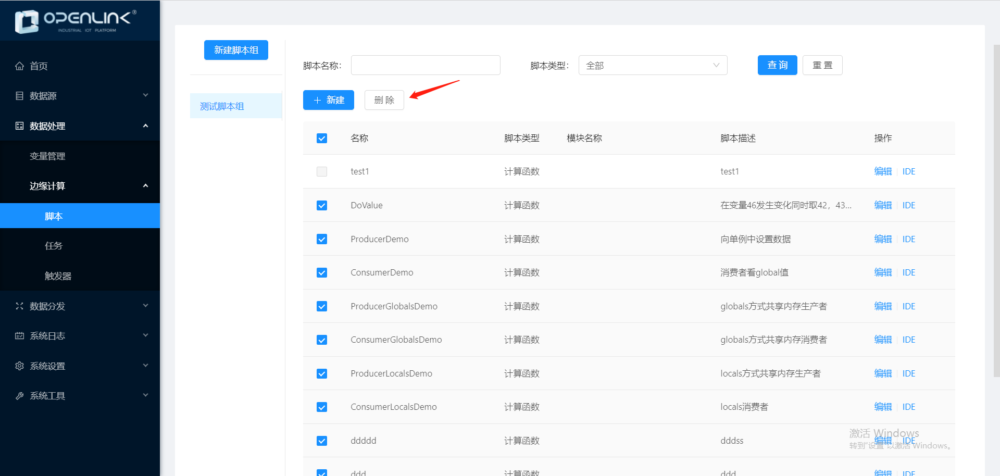 OPENLINK®
INDUSTRIAL IOT PLATFORM
首页
数据源
数据处理
变量管理
边缘计算
脚本
任务
触发器
数据分发
系统日志
系统设置
系统工具
新建脚本组
测试脚本组
脚本名称：
脚本类型： 全部
查 询 重 置
+ 新建 删 除
名称 脚本类型 模块名称 脚本描述 操作
test1 计算函数 test1 编辑 IDE
DoValue 计算函数 在变量46发生变化同时取42，43... 编辑 IDE
ProducerDemo 计算函数 向单例中设置数据 编辑 IDE
ConsumerDemo 计算函数 消费者看global值 编辑 IDE
ProducerGlobalsDemo 计算函数 globals方式共享内存生产者 编辑 IDE
ConsumerGlobalsDemo 计算函数 globals方式共享内存消费者 编辑 IDE
ProducerLocalsDemo 计算函数 locals方式共享内存生产者 编辑 IDE
ConsumerLocalsDemo 计算函数 locals消费者 编辑 IDE
ddddd 计算函数 dddss 编辑 IDE
ddd 计算函数 ddd 编辑 IDE
激活 Windows
转到"设置"以激活 Windows。